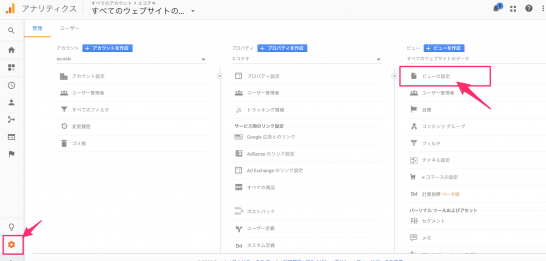 アナリティクス
すべてのアカウント > エコテキ
すべてのウェブサイトの...
管理
ユーザー
アカウント
+ アカウントを作成
ecoteki
アカウント設定
ユーザー管理者
すべてのフィルタ
変更履歴
ゴミ箱
プロパティ
+ プロパティを作成
エコテキ
プロパティ設定
ユーザー管理者
トラッキング情報
サービス間のリンク設定
Google 広告とのリンク
AdSense のリンク設定
Ad Exchange のリンク設定
すべての商品
ポストバック
ユーザー定義
Dd カスタム定義
ビュー
+ ビューを作成
すべてのウェブサイトのデータ
ビューの設定
ユーザー管理者
目標
コンテンツ グループ
フィルタ
チャネル設定
e コマースの設定
Dd 計算指標 ベータ版
パーソナル ツールおよびアセット
セグメント
メモ